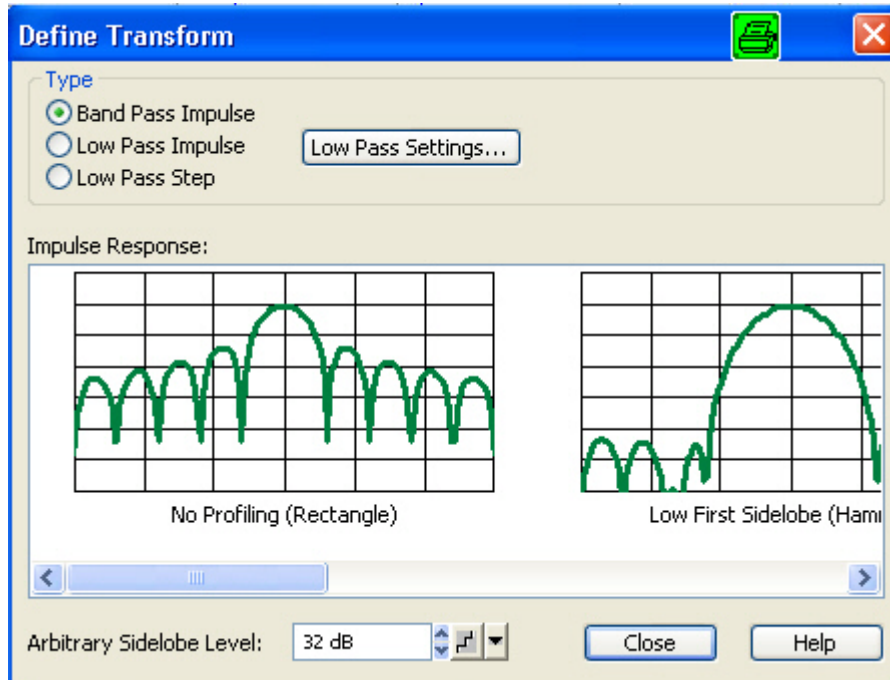 Define Transform
Type
Band Pass Impulse
Low Pass Impulse
Low Pass Settings...
Low Pass Step
Impulse Response:
No Profiling (Rectangle)
Low First Sidelobe
Arbitrary Sidelobe Level:
32 dB
Close
Help